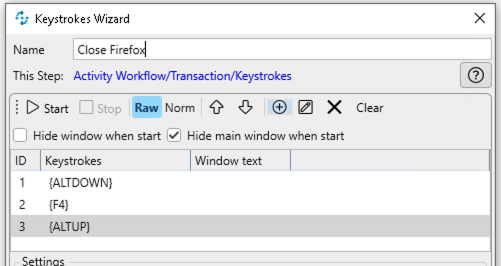 Keystrokes Wizard
Name Close Firefox
This Step: Activity Workflow/Transaction/Keystrokes
Start Stop Raw Norm Clear
Hide window when start Hide main window when start
ID Keystrokes Window text
1 {ALTDOWN}
2 {F4}
3 {ALTUP}
Settings